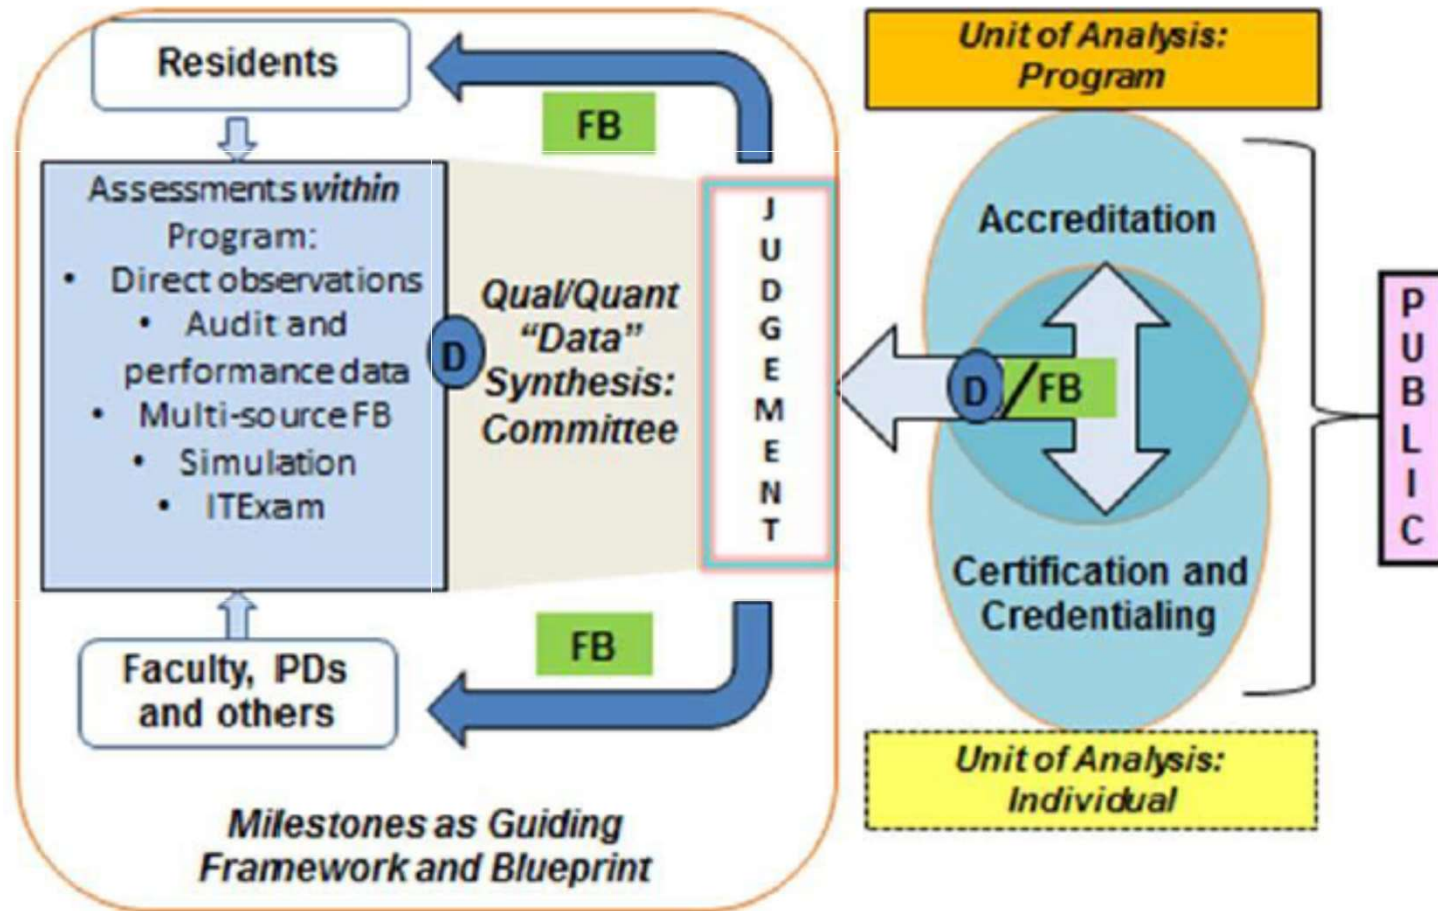 Residents
FB
Assessments within
Program:
• Direct observations
• Audit and
performance data
• Multi-source FB
• Simulation
• ITExam
D
Qual/Quant
“Data”
Synthesis:
Committee
J
U
D
G
E
M
E
N
T
FB
Faculty, PDs
and others
Milestones as Guiding
Framework and Blueprint
Unit of Analysis:
Program
Accreditation
D/FB
Certification and
Credentialing
Unit of Analysis:
Individual
P
U
B
L
I
C